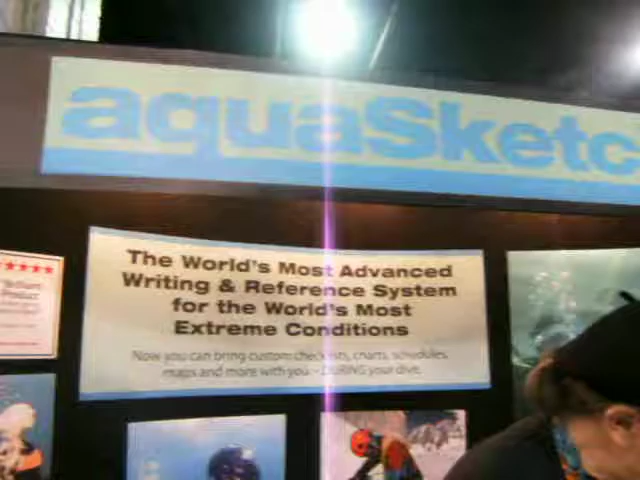 aquaSketc
The World's Most Advanced
Writing & Reference System
for the World's Most
Extreme Conditions
Now you can bring custom checklists, charts, schedules,
maps and more with you - DURING your dive.
Product